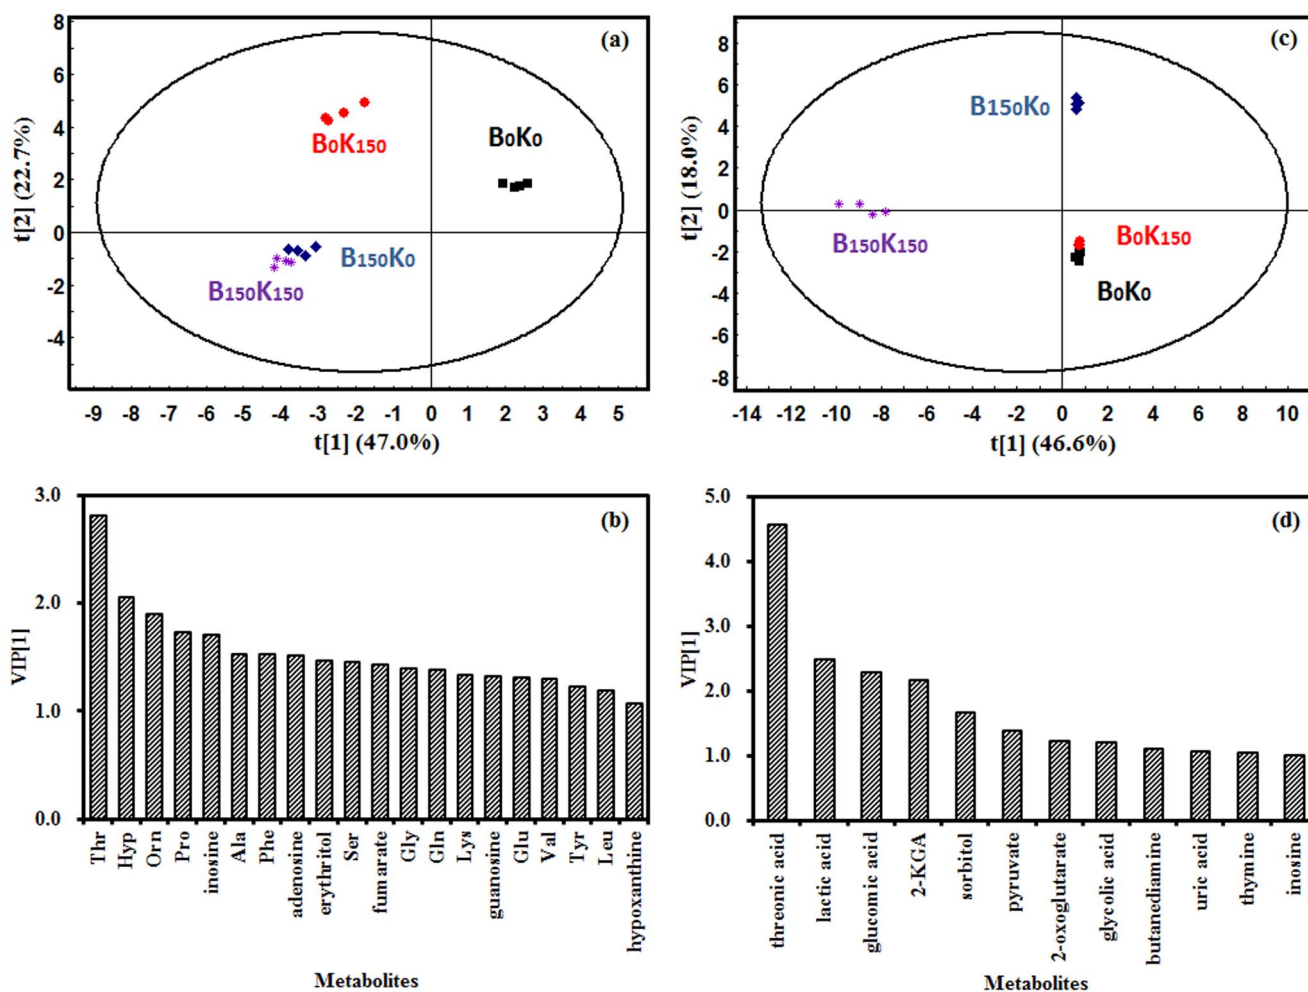 (a)
8
6
4
2
0
-2
-4
t[2] (22.7%)
B0K150
B0K0
B150K0
B150K150
-9 -8 -7 -6 -5 -4 -3 -2 -1 0 1 2 3 4 5
t[1] (47.0%)
(c)
8
6
4
2
0
-2
-4
-6
-8
t[2] (18.0%)
B150K0
B150K150
B0K150
B0K0
-14 -12 -10 -8 -6 -4 -2 0 2 4 6 8 10
t[1] (46.6%)
(b)
3.0
2.0
1.0
0.0
VIP[1]
Thr
Hyp
Orn
Pro
inosine
Ala
Phe
adenosine
erythritol
Ser
fumarate
Gly
Gln
Lys
guanosine
Glu
Val
Tyr
Leu
hypoxanthine
Metabolites
(d)
5.0
4.0
3.0
2.0
1.0
0.0
VIP[1]
threonic acid
lactic acid
glucomic acid
2-KGA
sorbitol
pyruvate
2-oxoglutarate
glycolic acid
butanediamine
uric acid
thymine
inosine
Metabolites